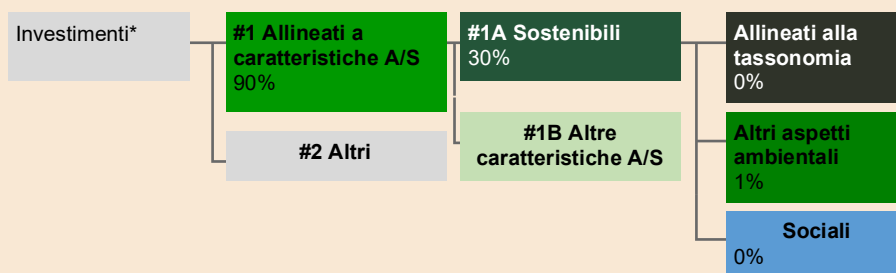 Investimenti*
#1 Allineati a
caratteristiche A/S
90%
#2 Altri
#1A Sostenibili
30%
#1B Altre
caratteristiche A/S
Allineati alla
tassonomia
0%
Altri aspetti
ambientali
1%
Sociali
0%